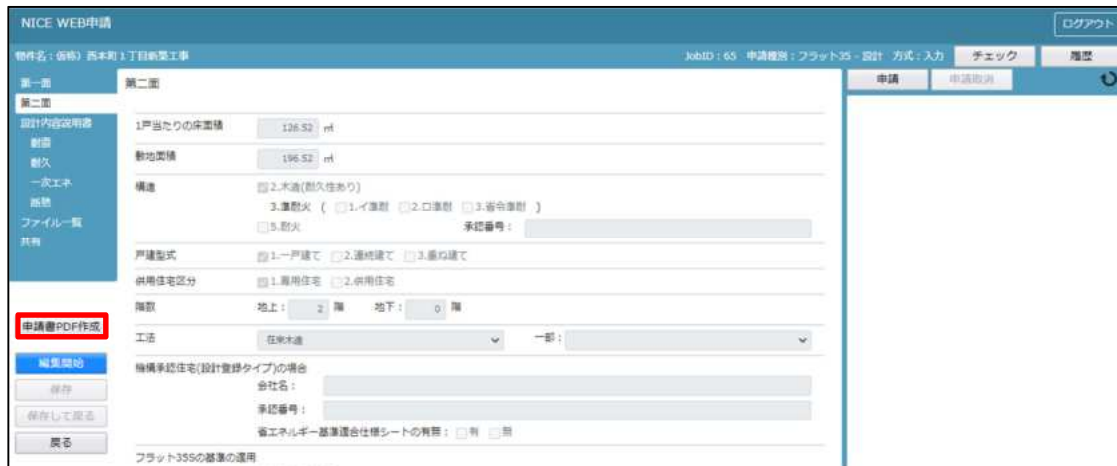 NICE WEB申請
ログアウト
物件名：仮称）西本町１丁目新築工事
JobID：65 申請種別：フラット35 - 設計 方式：入力 チェック 履歴
第一面
第二面
設計内容説明書
耐震
耐久
一次エネ
断熱
ファイル一覧
共有
申請書PDF作成
編集開始
保存
保存して戻る
戻る
第二面
1戸当たりの床面積 126.52 ㎡
敷地面積 196.52 ㎡
構造 2.木造(耐久性あり)
3.準耐火 ( 1.イ準耐 2.ロ準耐 3.省令準耐 )
5.耐火 承認番号：
戸建型式 1.一戸建て 2.連続建て 3.重ね建て
併用住宅区分 1.専用住宅 2.併用住宅
階数 地上： 2 階 地下： 0 階
工法 在来木造 一部：
機構承認住宅(設計登録タイプ)の場合
会社名：
承認番号：
省エネルギー基準適合仕様シートの有無： 有 無
フラット35Sの基準の適用
申請 申請取消